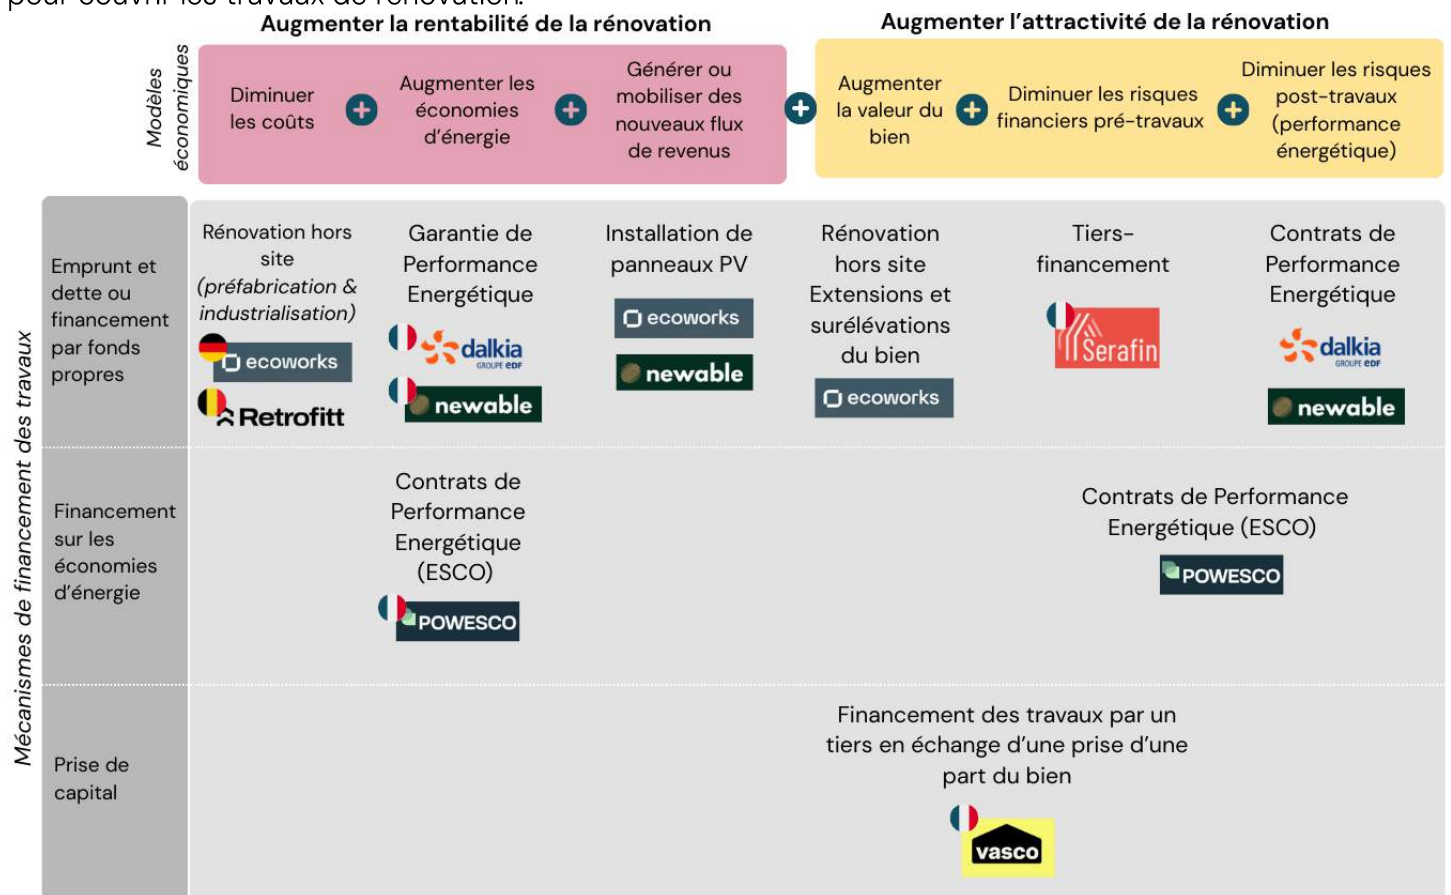 pour couvrir les travaux de rénovation.
Augmenter la rentabilité de la rénovation
Augmenter l'attractivité de la rénovation
Modèles
économiques
Diminuer
les coûts
Augmenter les
économies
d'énergie
Générer ou
mobiliser des
nouveaux flux
de revenus
Augmenter
la valeur du
bien
Diminuer les risques
financiers pré-travaux
Diminuer les risques
post-travaux
(performance
énergétique)
Mécanismes de financement des travaux
Emprunt et
dette ou
financement
par fonds
propres
Rénovation hors
site
(préfabrication &
industrialisation)
ecoworks
Retrofitt
Garantie de
Performance
Energétique
dalkia
GROUPE EDF
newable
Installation de
panneaux PV
ecoworks
newable
Rénovation
hors site
Extensions et
surélévations
du bien
ecoworks
Tiers-
financement
Serafin
Contrats de
Performance
Energétique
dalkia
GROUPE EDF
newable
Financement
sur les
économies
d'énergie
Contrats de
Performance
Energétique
(ESCO)
POWESCO
Contrats de Performance
Energétique (ESCO)
POWESCO
Prise de
capital
Financement des travaux par un
tiers en échange d'une prise d'une
part du bien
vasco